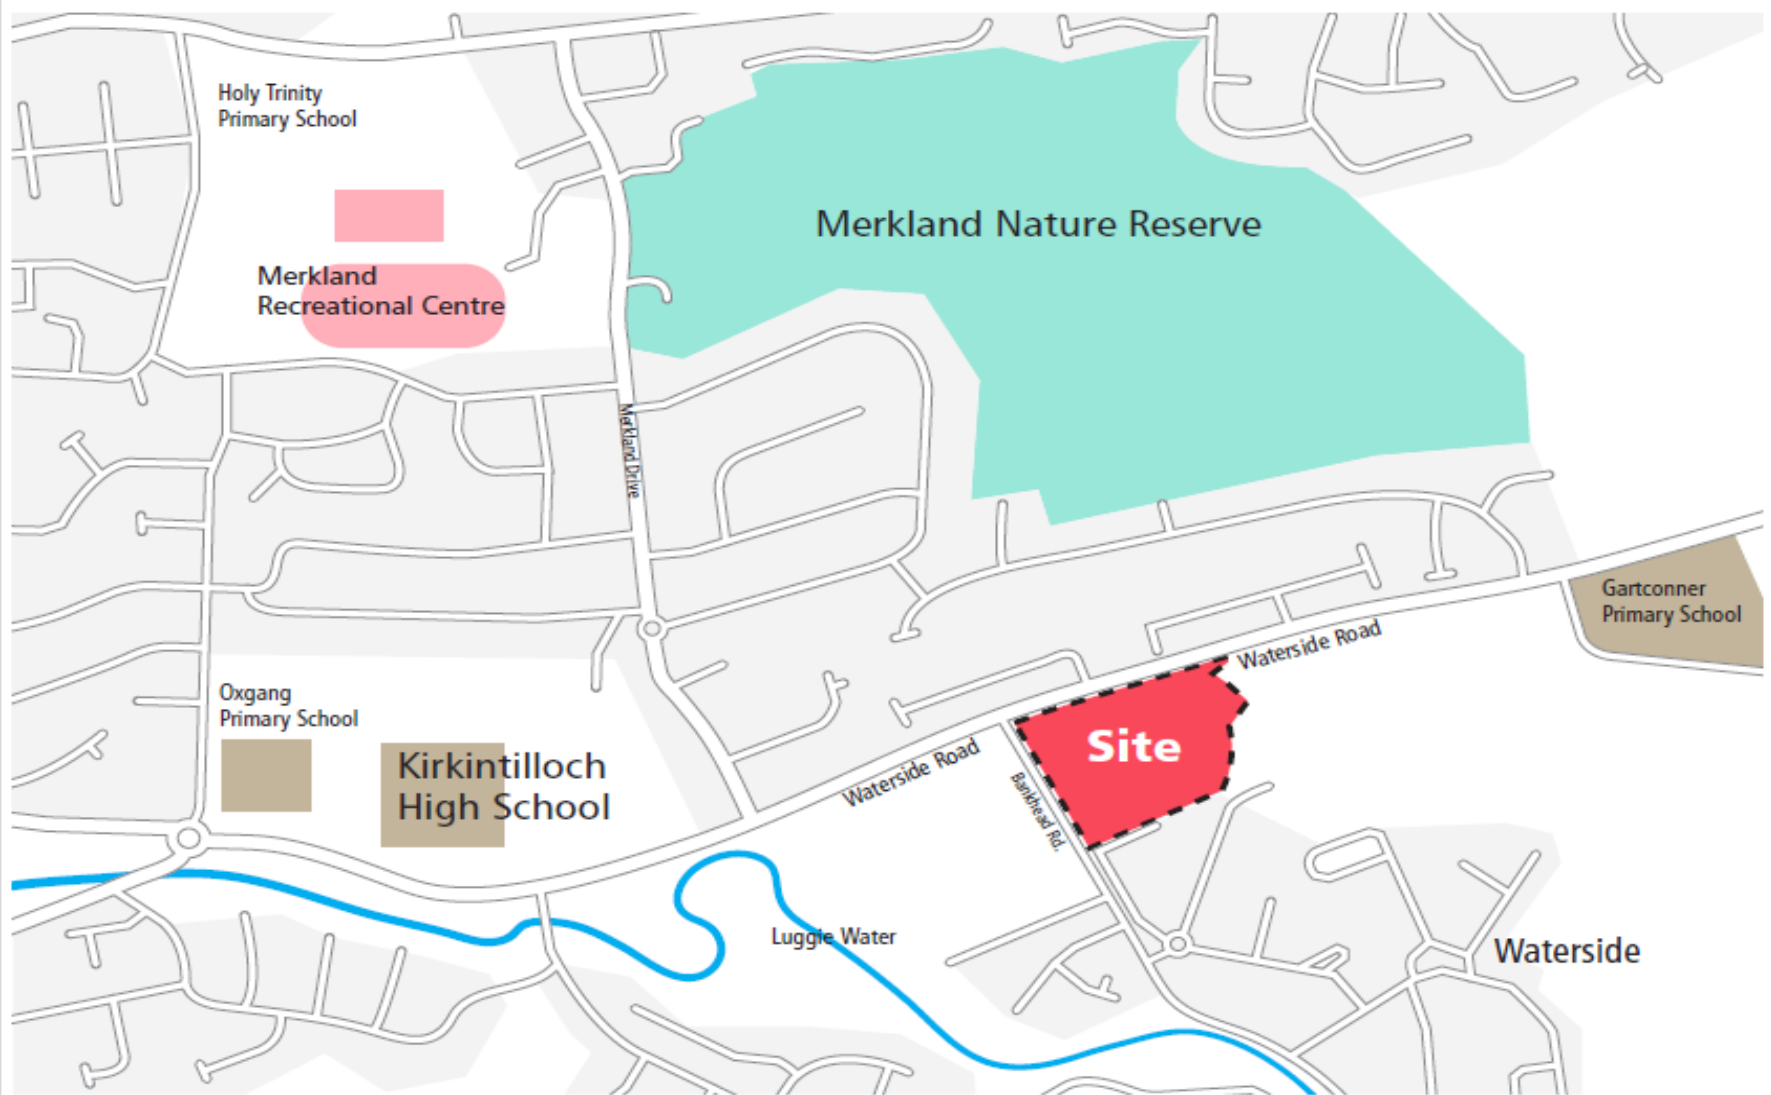 Holy Trinity
Primary School
Merkland Nature Reserve
Merkland
Recreational Centre
Merkland Drive
Gartconner
Primary School
Waterside Road
Oxgang
Primary School
Site
Kirkintilloch
High School
Waterside Road
Bankhead Rd.
Luggie Water
Waterside